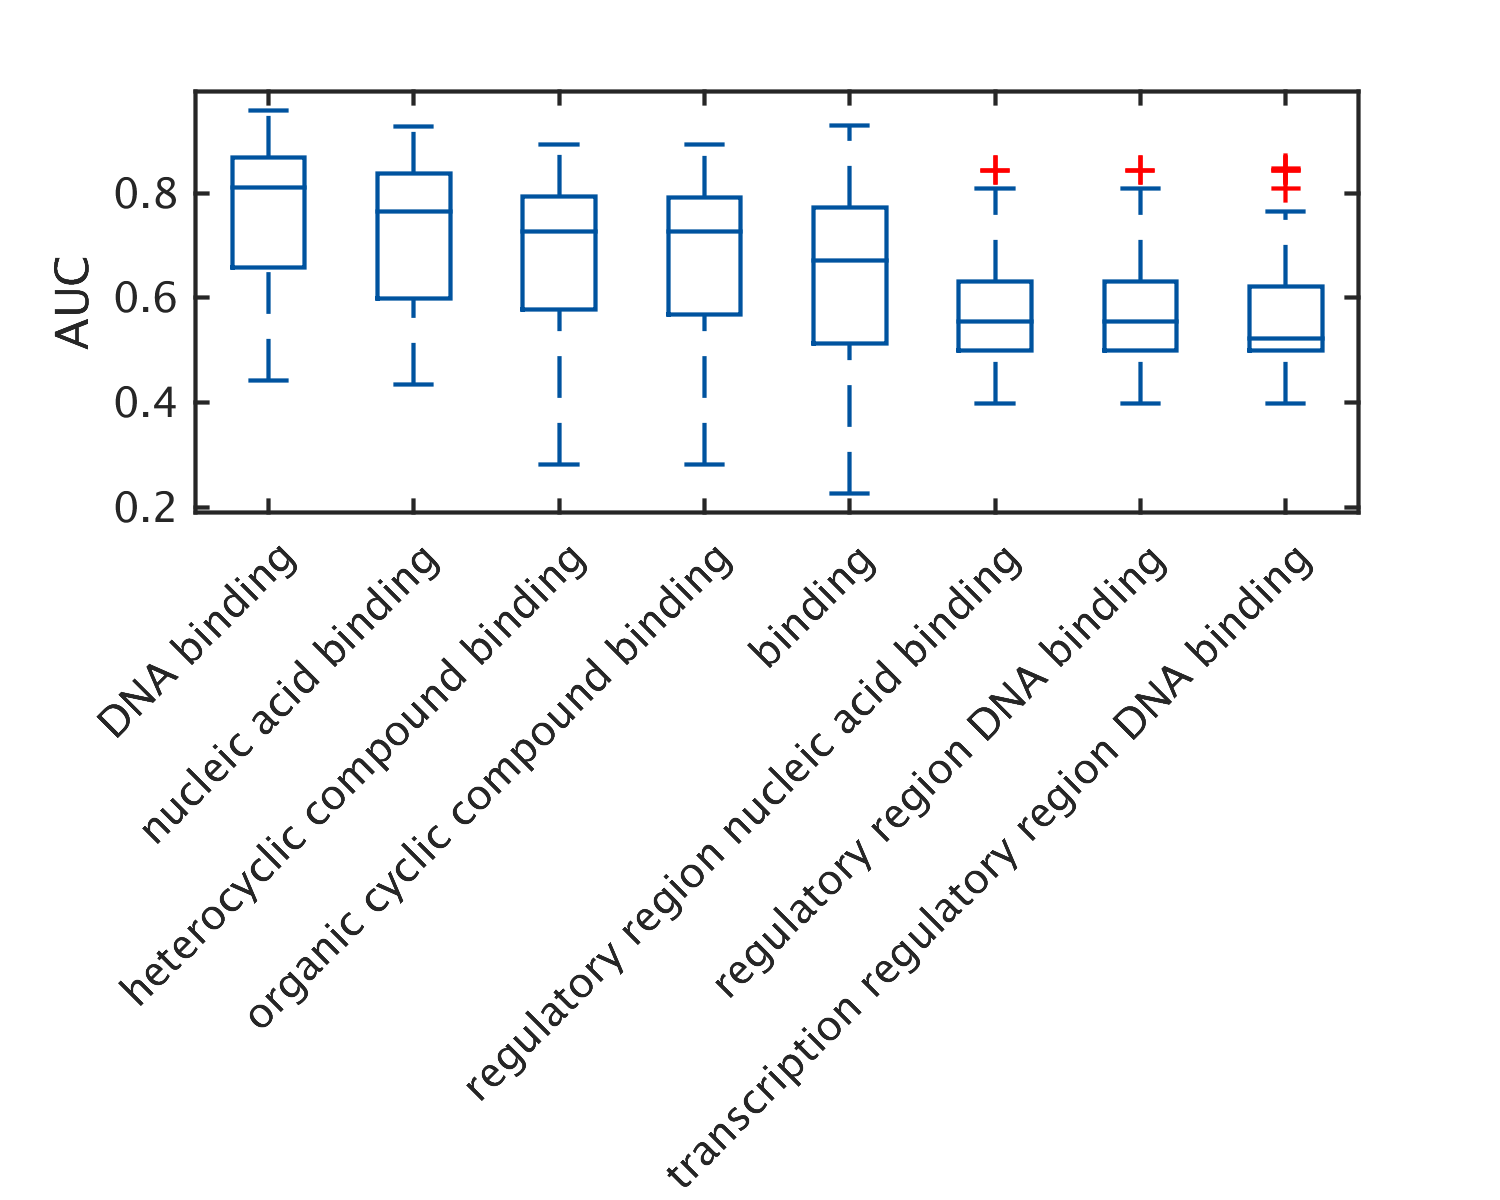 AUC
0.8
0.6
0.4
0.2
DNA binding
nucleic acid binding
heterocyclic compound binding
organic cyclic compound binding
binding
regulatory region nucleic acid binding
regulatory region DNA binding
transcription regulatory region DNA binding